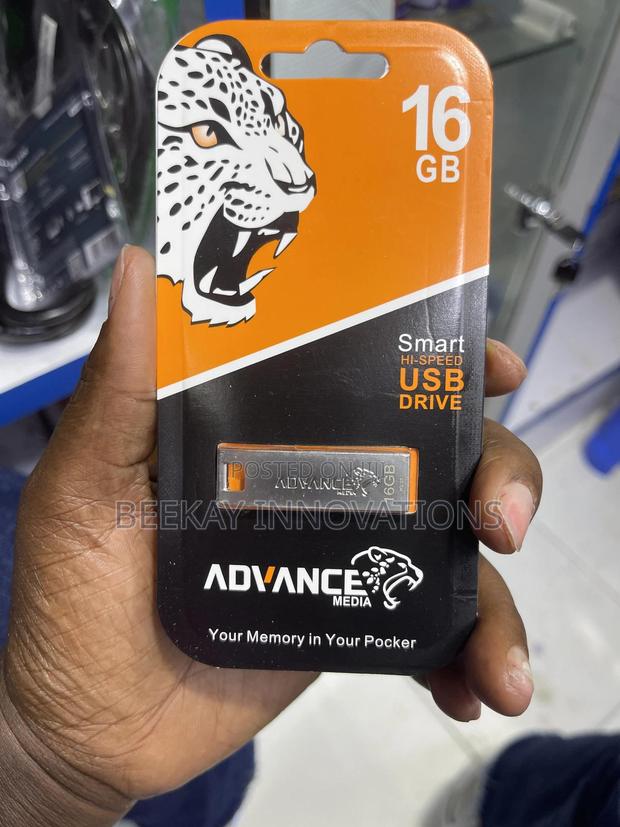 16
GB
Smart
HI-SPEED
USB
DRIVE
POSTED ON
ADVANCE
MEDIA
16GB
BEEKAY INNOVATIONS
ADVANCE
MEDIA
Your Memory in Your Pocker